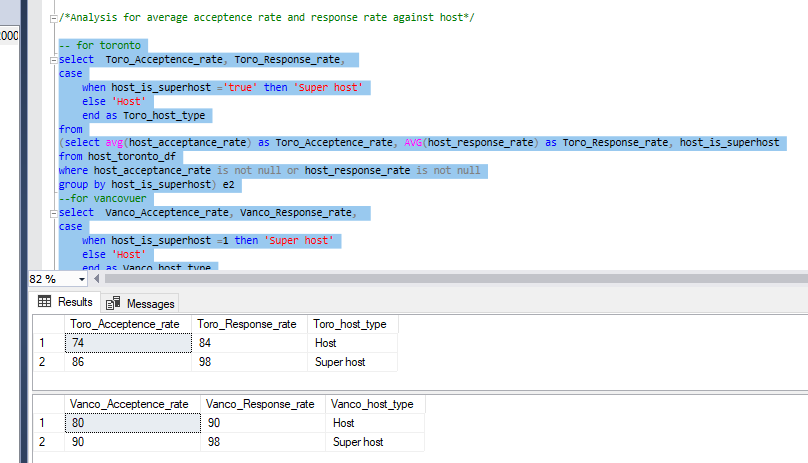 /*Analysis for average acceptence rate and response rate against host*/
2000
-- for toronto
select  Toro_Acceptence_rate, Toro_Response_rate,
case
when host_is_superhost ='true' then 'Super host'
else 'Host'
end as Toro_host_type
from
(select avg(host_acceptance_rate) as Toro_Acceptence_rate, AVG(host_response_rate) as Toro_Response_rate, host_is_superhost
from host_toronto_df
where host_acceptance_rate is not null or host_response_rate is not null
group by host_is_superhost) e2
--for vancovuer
select  Vanco_Acceptence_rate, Vanco_Response_rate,
case
when host_is_superhost =1 then 'Super host'
else 'Host'
end as Vanco_host_type
82 %
Results Messages
Toro_Acceptence_rate Toro_Response_rate Toro_host_type
1 74 84 Host
2 86 98 Super host
Vanco_Acceptence_rate Vanco_Response_rate Vanco_host_type
1 80 90 Host
2 90 98 Super host